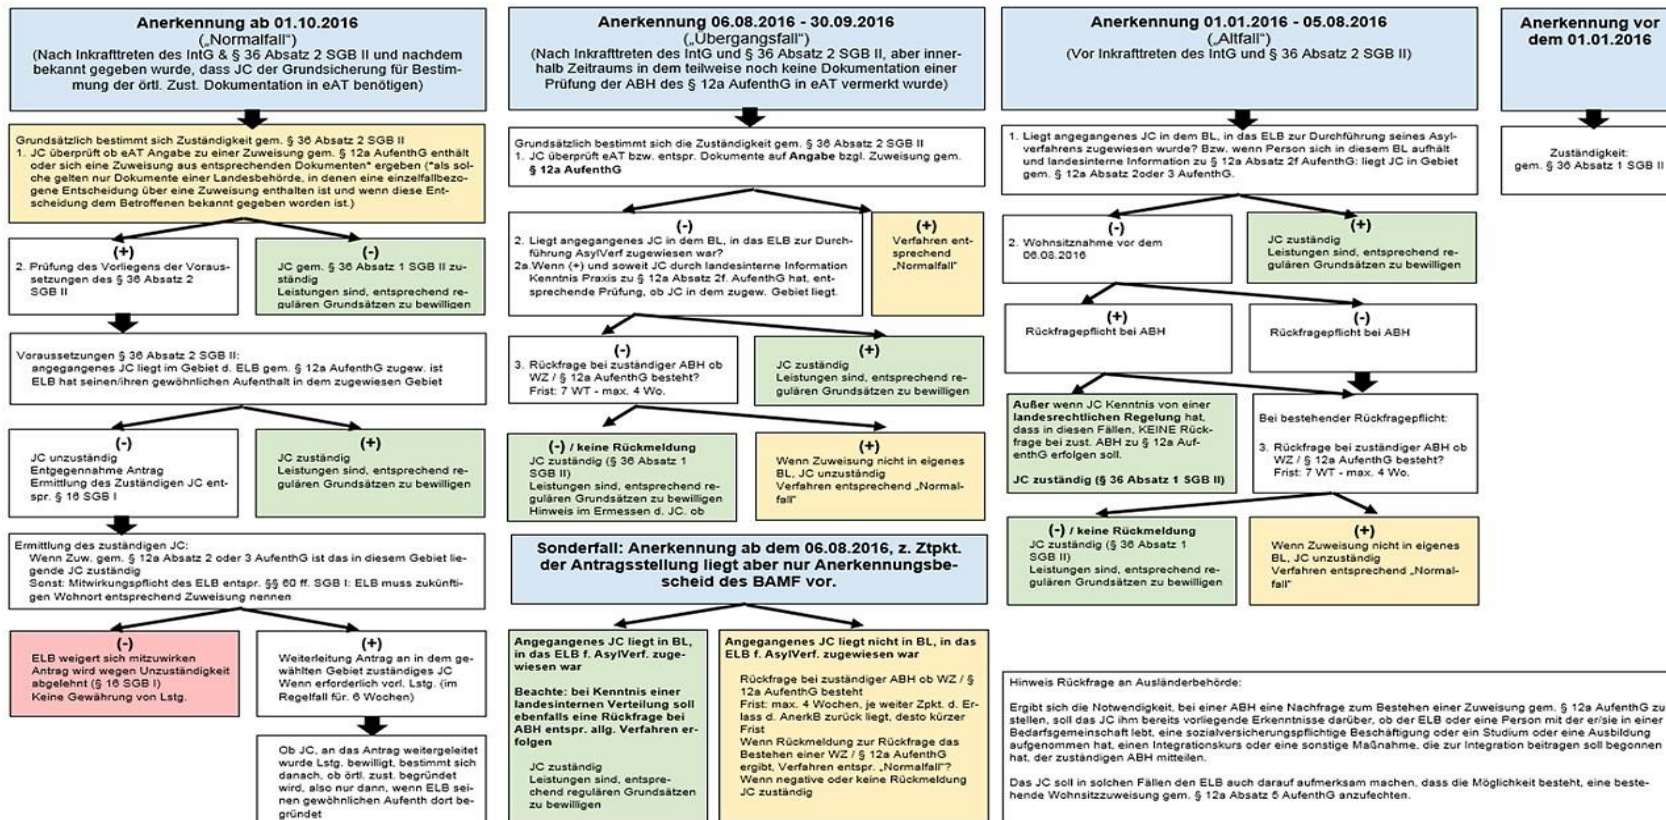 Anerkennung ab 01.10.2016
(„Normalfall")
(Nach Inkrafttreten des IntG & § 36 Absatz 2 SGB II und nachdem
bekannt gegeben wurde, dass JC der Grundsicherung für Bestim-
mung der örtl. Zust. Dokumentation in eAT benötigen)
Grundsätzlich bestimmt sich Zuständigkeit gem. § 36 Absatz 2 SGB II
1. JC überprüft ob eAT Angabe zu einer Zuweisung gem. § 12a AufenthG enthält
oder sich eine Zuweisung aus entsprechenden Dokumenten* ergeben (*als sol-
che gelten nur Dokumente einer Landesbehörde, in denen eine einzelfallbezo-
gene Entscheidung über eine Zuweisung enthalten ist und wenn diese Ent-
scheidung dem Betroffenen bekannt gegeben worden ist.)
(+)
2. Prüfung des Vorliegens der Voraus-
setzungen des § 36 Absatz 2
SGB II
(-)
JC gem. § 36 Absatz 1 SGB II zu-
ständig
Leistungen sind, entsprechend re-
gulären Grundsätzen zu bewilligen
Voraussetzungen § 36 Absatz 2 SGB II:
angegangenes JC liegt im Gebiet d. ELB gem. § 12a AufenthG zugew. ist
ELB hat seinen/ihren gewöhnlichen Aufenthalt in dem zugewiesen Gebiet
(-)
JC unzuständig
Entgegennahme Antrag
Ermittlung des Zuständigen JC ent-
spr. § 16 SGB I
(+)
JC zuständig
Leistungen sind, entsprechend re-
gulären Grundsätzen zu bewilligen
Ermittlung des zuständigen JC:
Wenn Zuw. gem. § 12a Absatz 2 oder 3 AufenthG ist das in diesem Gebiet lie-
gende JC zuständig
Sonst: Mitwirkungspflicht des ELB entspr. §§ 60 ff. SGB I: ELB muss zukünfti-
gen Wohnort entsprechend Zuweisung nennen
(-)
ELB weigert sich mitzuwirken
Antrag wird wegen Unzuständigkeit
abgelehnt (§ 16 SGB I)
Keine Gewährung von Lstg.
(+)
Weiterleitung Antrag an in dem ge-
wählten Gebiet zuständiges JC
Wenn erforderlich vorl. Lstg. (im
Regelfall für. 6 Wochen)
Ob JC, an das Antrag weitergeleitet
wurde Lstg. bewilligt, bestimmt sich
danach, ob örtl. zust. begründet
wird, also nur dann, wenn ELB sei-
nen gewöhnlichen Aufenth dort be-
gründet
Anerkennung 06.08.2016 - 30.09.2016
(„Übergangsfall")
(Nach Inkrafttreten des IntG und § 36 Absatz 2 SGB II, aber inner-
halb Zeitraums in dem teilweise noch keine Dokumentation einer
Prüfung der ABH des § 12a AufenthG in eAT vermerkt wurde)
Grundsätzlich bestimmt sich die Zuständigkeit gem. § 36 Absatz 2 SGB II
1. JC überprüft eAT bzw. entspr. Dokumente auf Angabe bzgl. Zuweisung gem.
§ 12a AufenthG
(-)
2. Liegt angegangenes JC in dem BL, in das ELB zur Durch-
führung AsylVerf zugewiesen war?
2a. Wenn (+) und soweit JC durch landesinterne Information
Kenntnis Praxis zu § 12a Absatz 2f. AufenthG hat, ent-
sprechende Prüfung, ob JC in dem zugew. Gebiet liegt.
(+)
Verfahren ent-
sprechend
„Normalfall"
(-)
3. Rückfrage bei zuständiger ABH ob
WZ / § 12a AufenthG besteht?
Frist: 7 WT - max. 4 Wo.
(+)
JC zuständig
Leistungen sind, entsprechend re-
gulären Grundsätzen zu bewilligen
(-) / keine Rückmeldung
JC zuständig (§ 36 Absatz 1
SGB II)
Leistungen sind, entsprechend re-
gulären Grundsätzen zu bewilligen
Hinweis im Ermessen d. JC. ob
(+)
Wenn Zuweisung nicht in eigenes
BL, JC unzuständig
Verfahren entsprechend „Normal-
fall"
Sonderfall: Anerkennung ab dem 06.08.2016, z. Ztpkt.
der Antragsstellung liegt aber nur Anerkennungsbe-
scheid des BAMF vor.
Angegangenes JC liegt in BL,
in das ELB f. AsylVerf. zuge-
wiesen war
Beachte: bei Kenntnis einer
landesinternen Verteilung soll
ebenfalls eine Rückfrage bei
ABH entspr. allg. Verfahren er-
folgen
JC zuständig
Leistungen sind, entspre-
chend regulären Grundsätzen
zu bewilligen
Angegangenes JC liegt nicht in BL, in das
ELB f. AsylVerf. zugewiesen war
Rückfrage bei zuständiger ABH ob WZ / §
12a AufenthG besteht
Frist: max. 4 Wochen, je weiter Zpkt. d. Er-
lass d. AnerkB zurück liegt, desto kürzer
Frist
Wenn Rückmeldung zur Rückfrage das
Bestehen einer WZ / § 12a AufenthG
ergibt, Verfahren entspr. „Normalfall"?
Wenn negative oder keine Rückmeldung
JC zuständig
Anerkennung 01.01.2016 - 05.08.2016
(„Altfall")
(Vor Inkrafttreten des IntG und § 36 Absatz 2 SGB II)
1. Liegt angegangenes JC in dem BL, in das ELB zur Durchführung seines Asyl-
verfahrens zugewiesen wurde? Bzw. wenn Person sich in diesem BL aufhält
und landesinterne Information zu § 12a Absatz 2f AufenthG: liegt JC in Gebiet
gem. § 12a Absatz 2oder 3 AufenthG.
(-)
2. Wohnsitznahme vor dem
06.08.2016
(+)
JC zuständig
Leistungen sind, entsprechend re-
gulären Grundsätzen zu bewilligen
(+)
Rückfragepflicht bei ABH
(-)
Rückfragepflicht bei ABH
Außer wenn JC Kenntnis von einer
landesrechtlichen Regelung hat,
dass in diesen Fällen, KEINE Rück-
frage bei zust. ABH zu § 12a Auf-
enthG erfolgen soll.
JC zuständig (§ 36 Absatz 1 SGB II)
Bei bestehender Rückfragepflicht:
3. Rückfrage bei zuständiger ABH ob
WZ / § 12a AufenthG besteht?
Frist: 7 WT - max. 4 Wo.
(-) / keine Rückmeldung
JC zuständig (§ 36 Absatz 1
SGB II)
Leistungen sind, entsprechend re-
gulären Grundsätzen zu bewilligen
(+)
Wenn Zuweisung nicht in eigenes
BL, JC unzuständig
Verfahren entsprechend „Normal-
fall"
Anerkennung vor
dem 01.01.2016
Zuständigkeit:
gem. § 36 Absatz 1 SGB II
Hinweis Rückfrage an Ausländerbehörde:
Ergibt sich die Notwendigkeit, bei einer ABH eine Nachfrage zum Bestehen einer Zuweisung gem. § 12a AufenthG zu
stellen, soll das JC ihm bereits vorliegende Erkenntnisse darüber, ob der ELB oder eine Person mit der er/sie in einer
Bedarfsgemeinschaft lebt, eine sozialversicherungspflichtige Beschäftigung oder ein Studium oder eine Ausbildung
aufgenommen hat, einen Integrationskurs oder eine sonstige Maßnahme, die zur Integration beitragen soll begonnen
hat, der zuständigen ABH mitteilen.
Das JC soll in solchen Fällen den ELB auch darauf aufmerksam machen, dass die Möglichkeit besteht, eine beste-
hende Wohnsitzzuweisung gem. § 12a Absatz 5 AufenthG anzufechten.